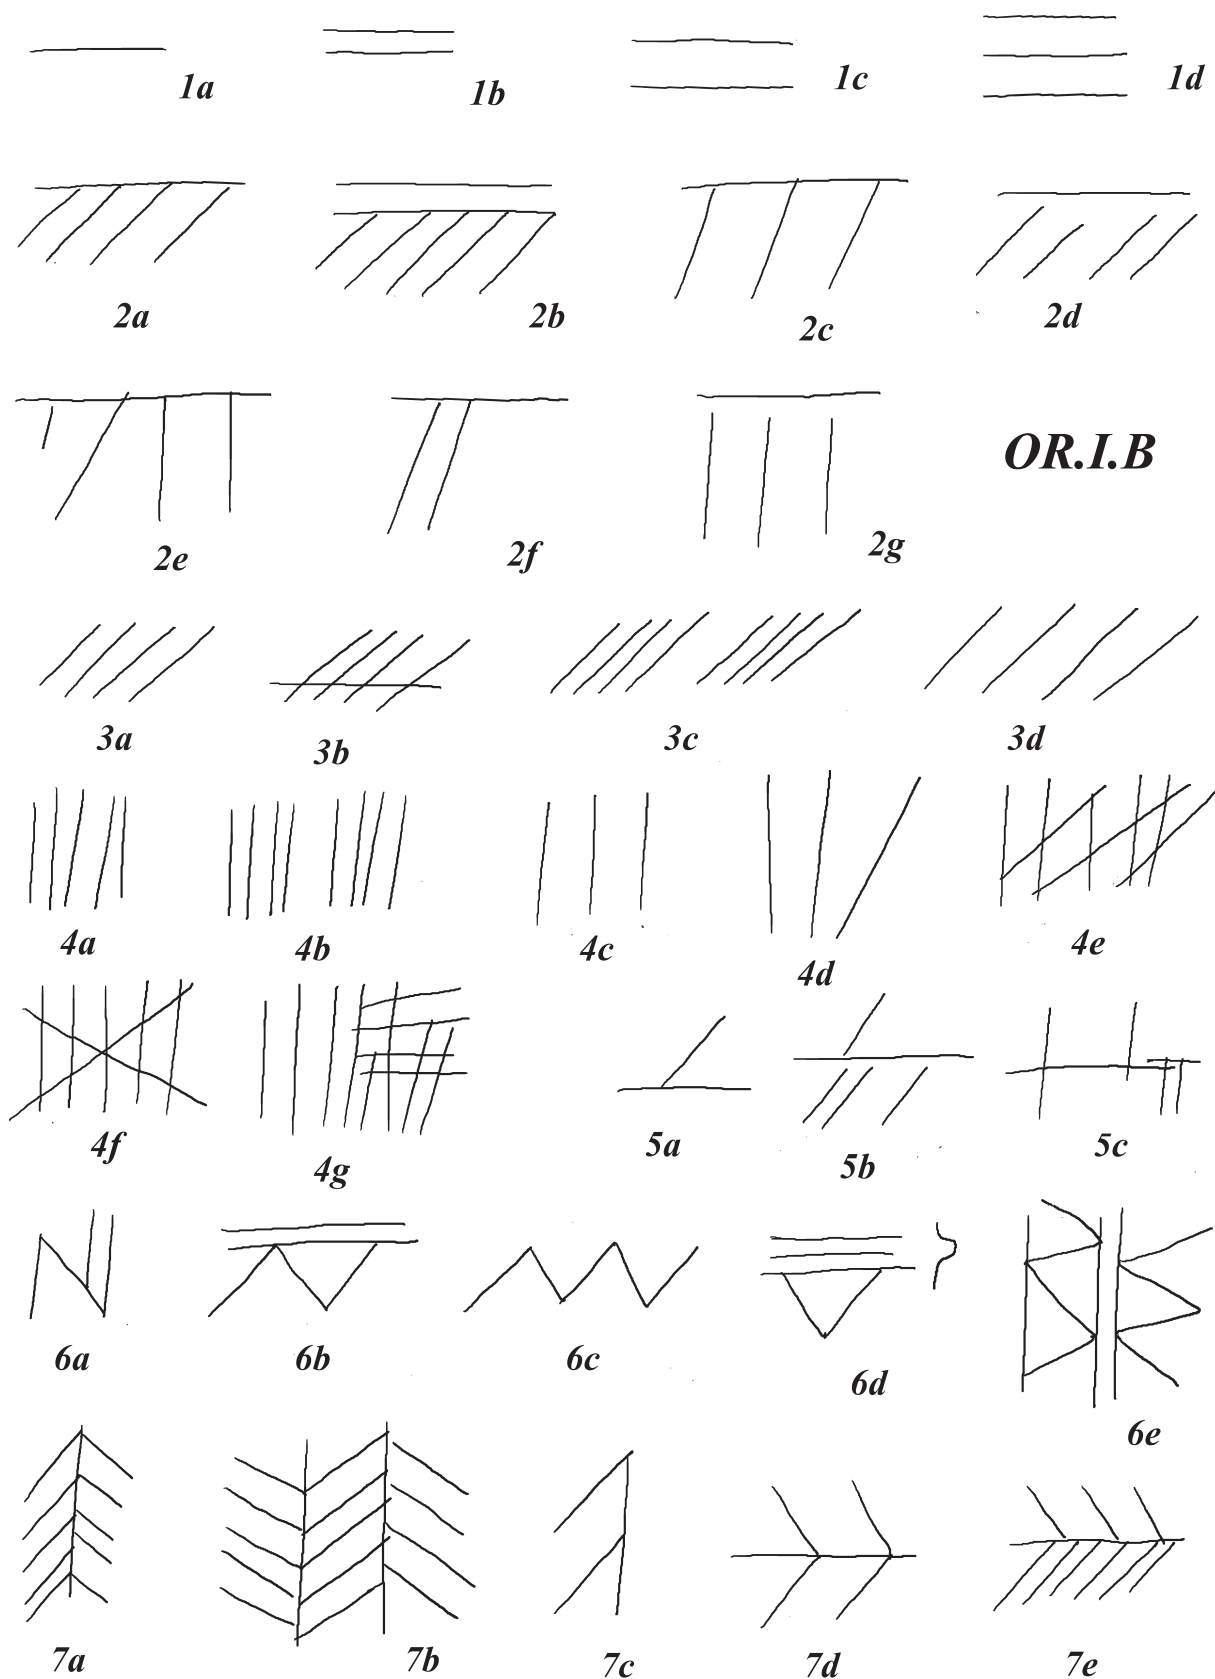 1a 1b 1c 1d
2a 2b 2c 2d
2e 2f 2g OR.I.B
3a 3b 3c 3d
4a 4b 4c 4d 4e
4f 4g 5a 5b 5c
6a 6b 6c 6d 6e
7a 7b 7c 7d 7e